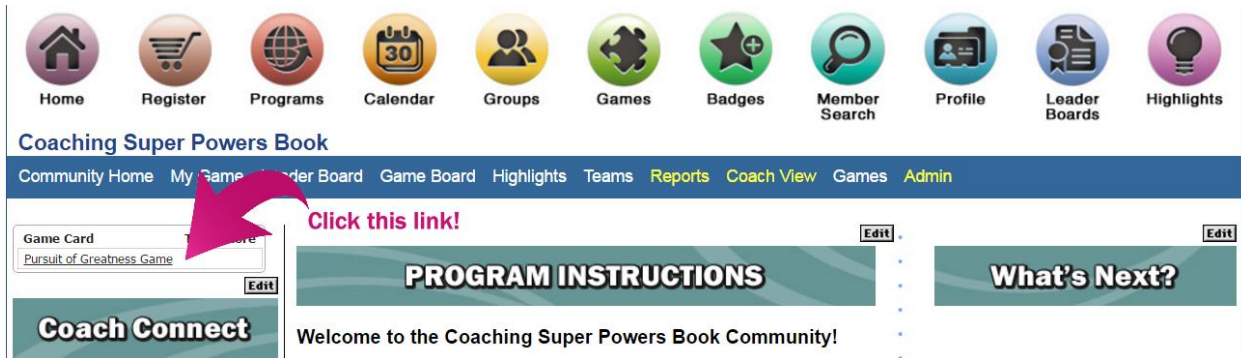 30
Home Register Programs Calendar Groups Games Badges Member Search Profile Leader Boards Highlights
Coaching Super Powers Book
Community Home My Game Board Game Board Highlights Teams Reports Coach View Games Admin
Click this link!
Game Card
Pursuit of Greatness Game
Edit
Coach Connect
Edit
PROGRAM INSTRUCTIONS
Welcome to the Coaching Super Powers Book Community!
Edit
What's Next?